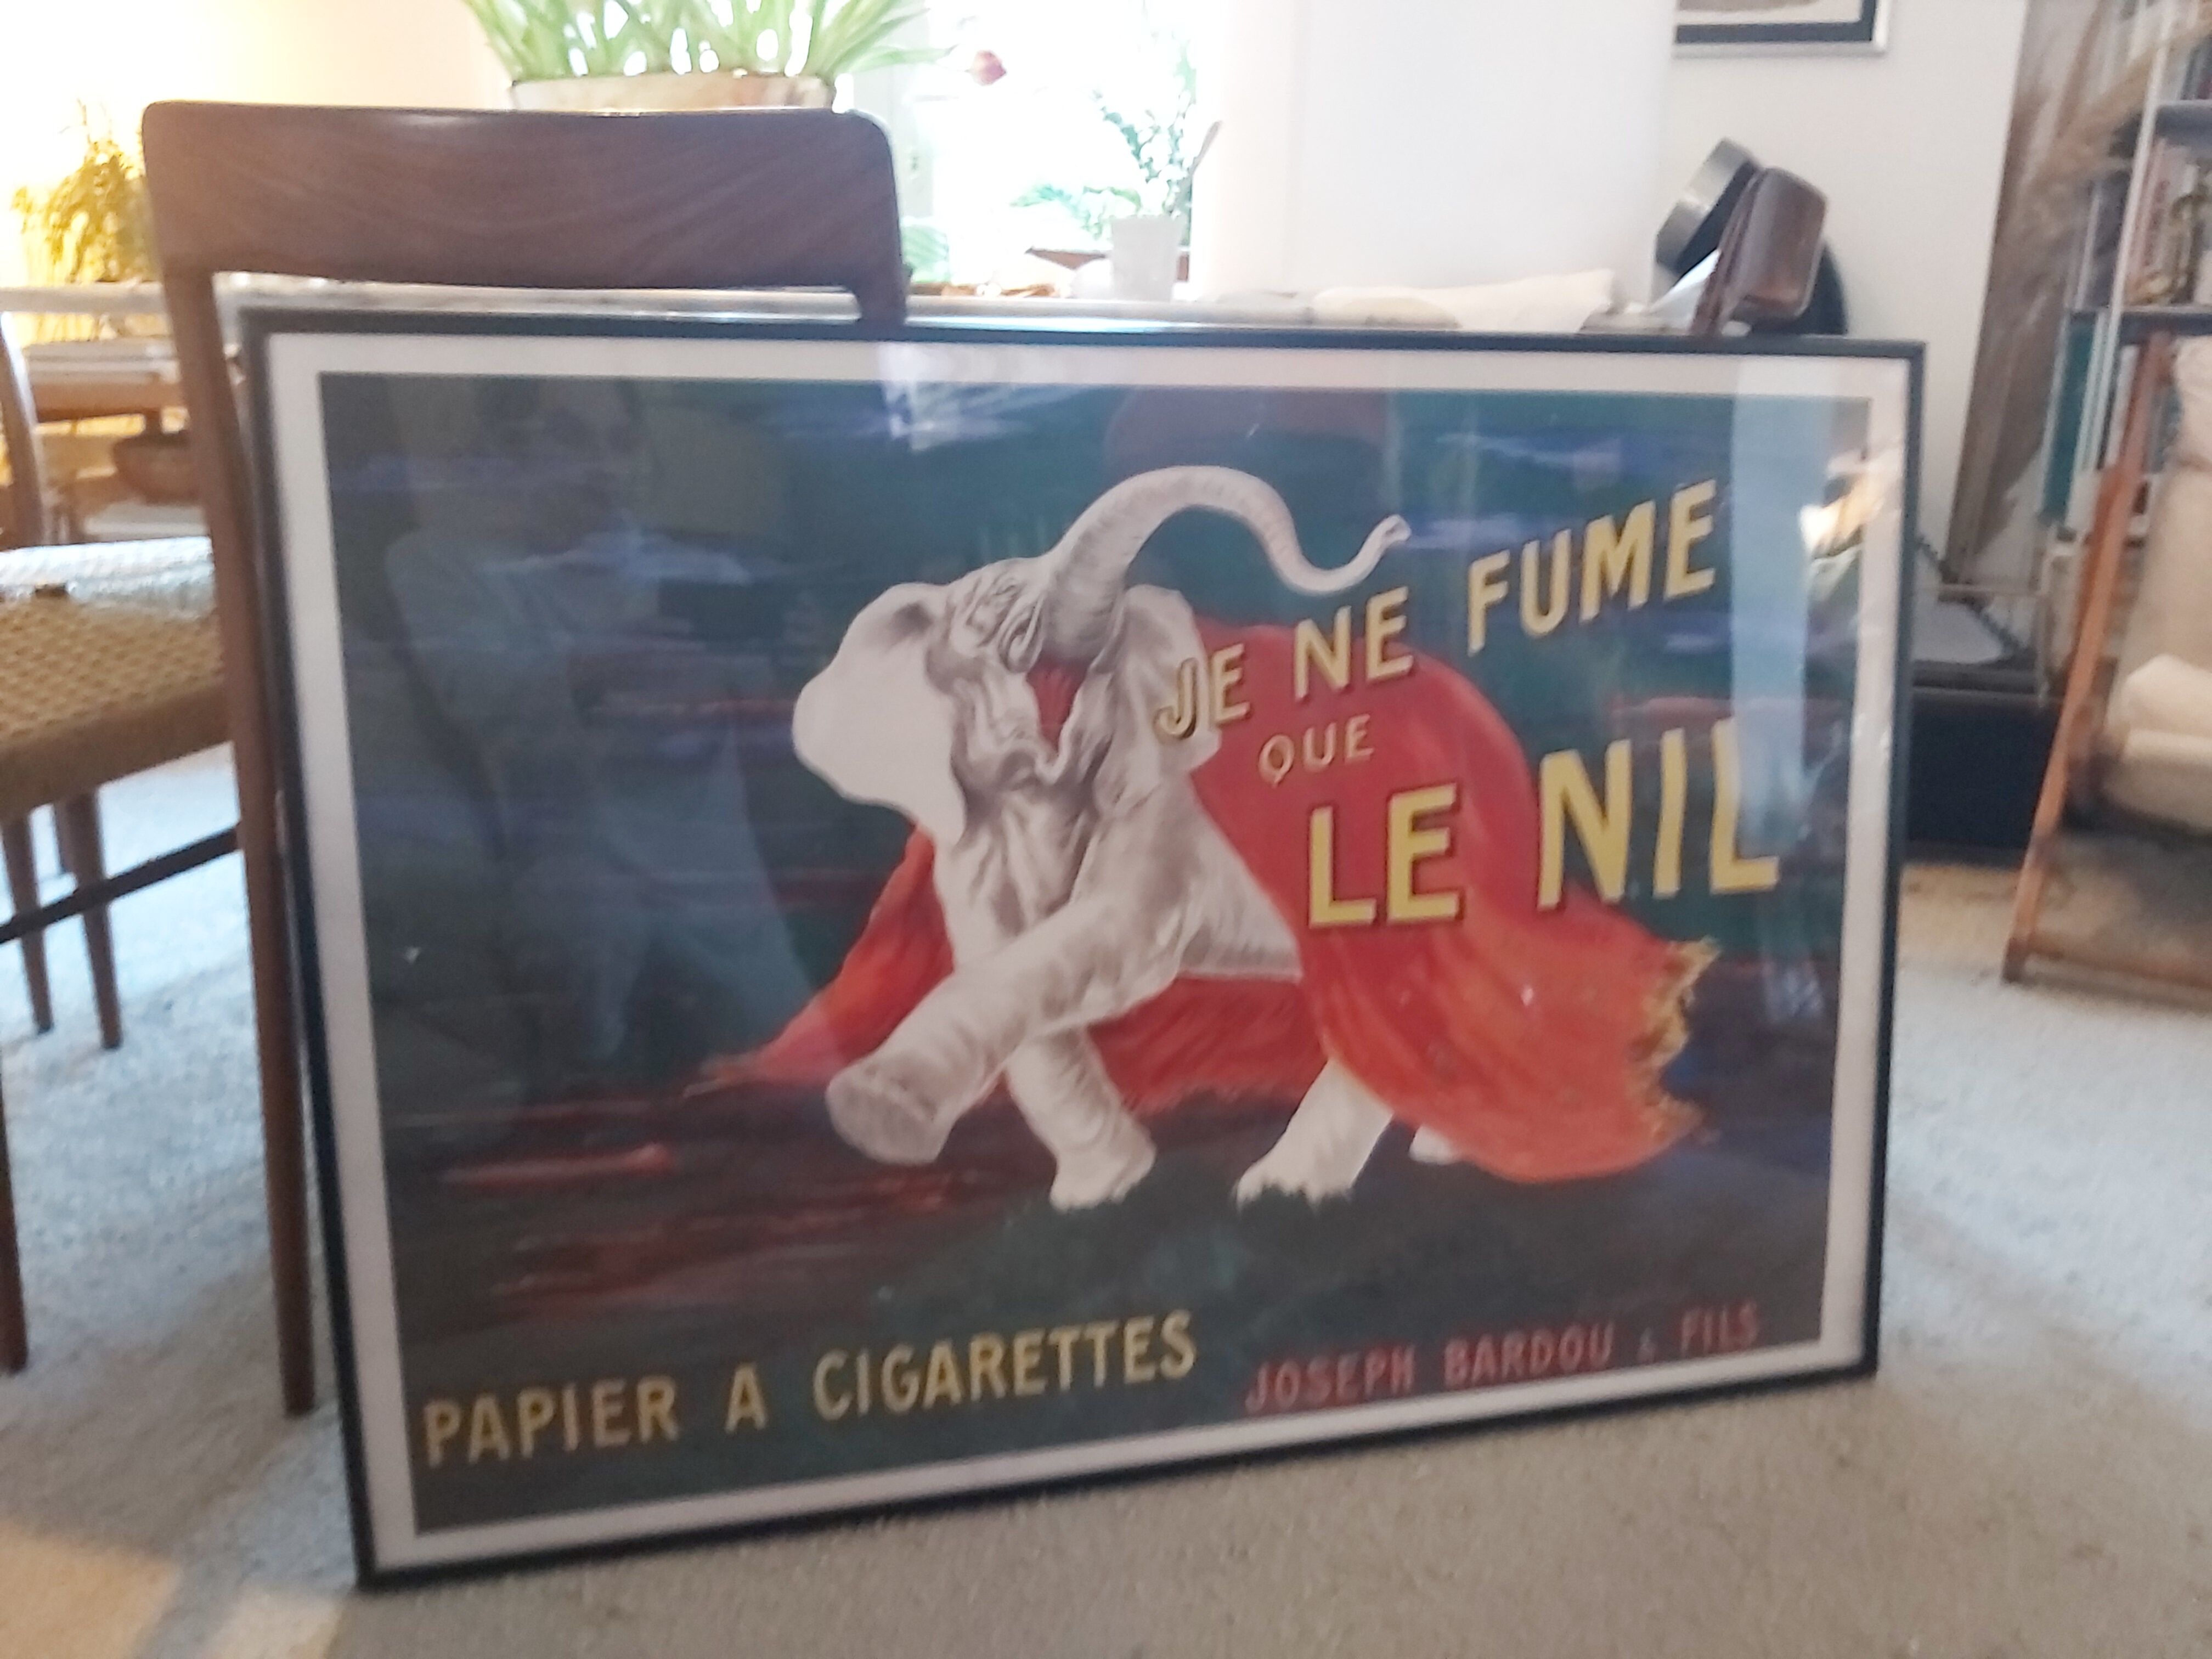 JE NE FUME
QUE
LE NIL
PAPIER A CIGARETTES
JOSEPH BARDOU & FILS